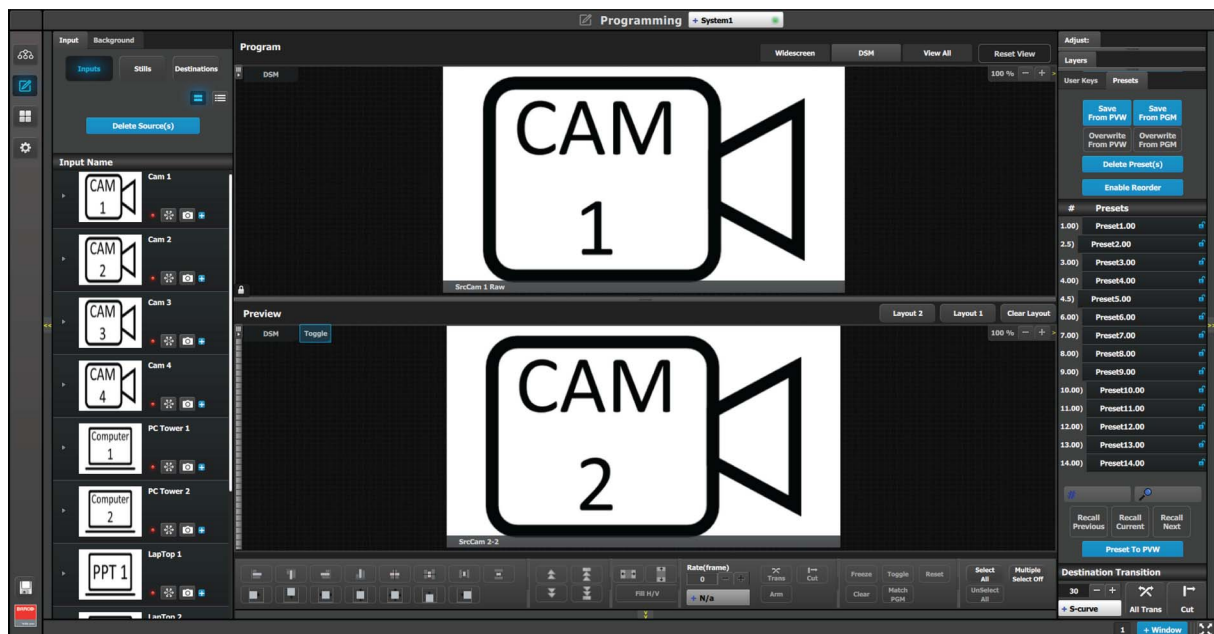 Programming
+ System1
Input Background
Inputs Stills Destinations
Delete Source(s)
Input Name
CAM 1
Cam 1
CAM 2
Cam 2
CAM 3
Cam 3
CAM 4
Cam 4
Computer 1
PC Tower 1
Computer 2
PC Tower 2
PPT 1
LapTop 1
LapTop 2
Program
Widescreen DSM View All Reset View
DSM
100 % − +
CAM
1
SrcCam 1 Raw
Preview
Layout 2 Layout 1 Clear Layout
DSM Toggle
100 % − +
CAM
2
SrcCam 2-2
Rate(frame)
0 − +
+ N/a
Fill H/V
Trans Cut
Arm
Freeze Toggle Reset
Clear Match PGM
Select All
Multiple Select Off
UnSelect All
Adjust:
Layers
User Keys Presets
Save From PVW
Save From PGM
Overwrite From PVW
Overwrite From PGM
Delete Preset(s)
Enable Reorder
# Presets
1.00) Preset1.00
2.5) Preset2.00
3.00) Preset3.00
4.00) Preset4.00
4.5) Preset5.00
6.00) Preset6.00
7.00) Preset7.00
8.00) Preset8.00
9.00) Preset9.00
10.00) Preset10.00
11.00) Preset11.00
12.00) Preset12.00
13.00) Preset13.00
14.00) Preset14.00
#
Recall Previous
Recall Current
Recall Next
Preset To PVW
Destination Transition
30 − +
+ S-curve All Trans Cut
1 + Window